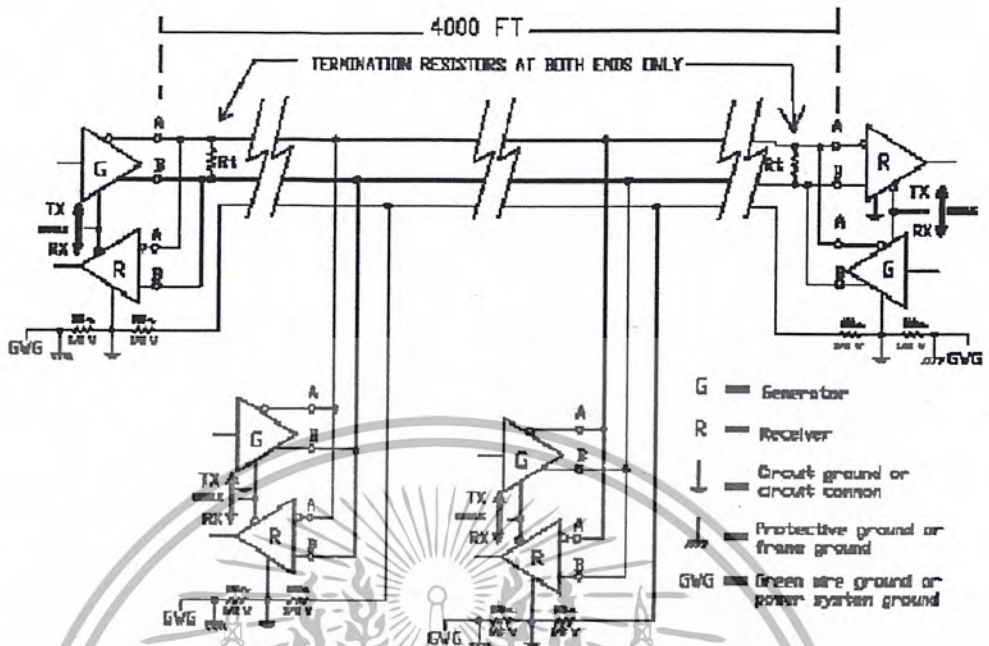 4000 FT
TERMINATION RESISTORS AT BOTH ENDS ONLY
A
A
G
Rt
Rt
R
B
B
TX
TX
RX
A
A
RX
R
B
B
G
GWG
GWG
A
A
G
B
G
B
TX
TX
RX
A
RX
A
R
B
R
B
GWG
GWG
G Generator
R Receiver
Circuit ground or
circuit common
Protective ground or
frame ground
GWG Green wire ground or
power system ground